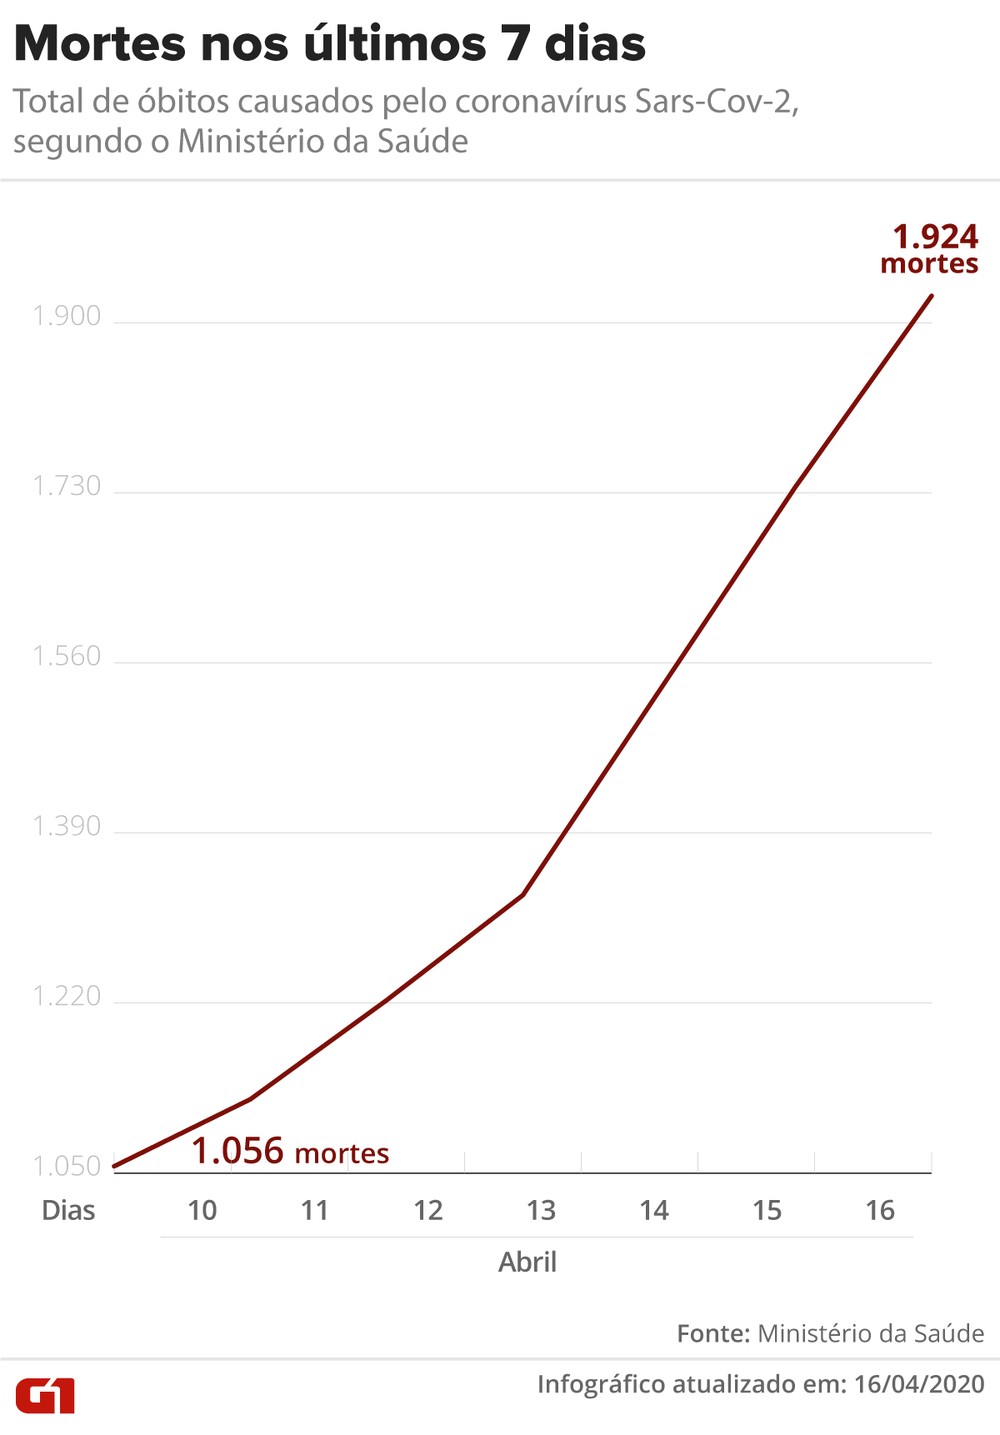 Mortes nos últimos 7 dias
Total de óbitos causados pelo coronavírus Sars-Cov-2,
segundo o Ministério da Saúde
1.924
mortes
1.900
1.730
1.560
1.390
1.220
1.056 mortes
1.050
Dias 10 11 12 13 14 15 16
Abril
Fonte: Ministério da Saúde
G1
Infográfico atualizado em: 16/04/2020